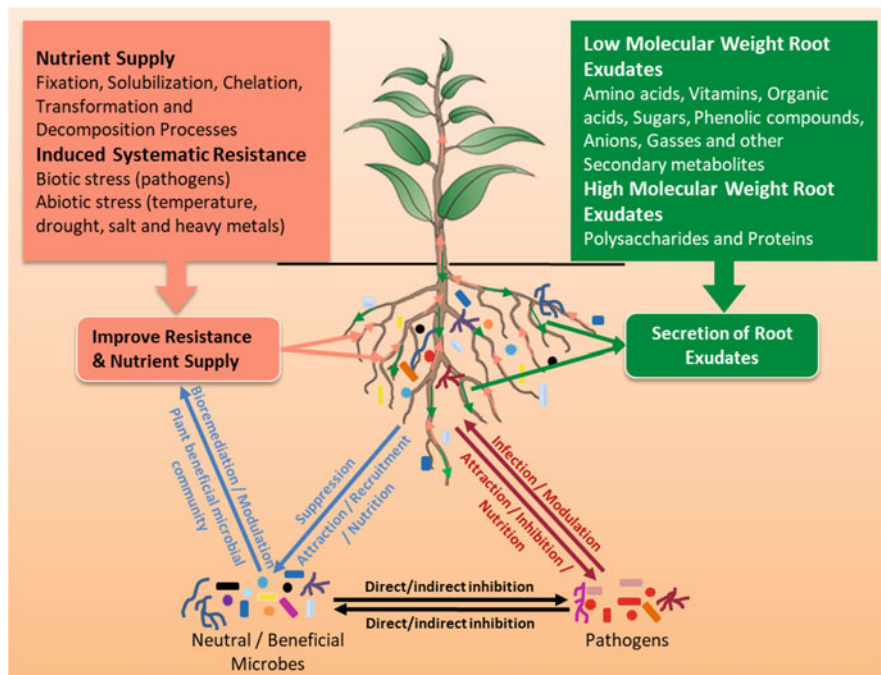 Nutrient Supply
Fixation, Solubilization, Chelation,
Transformation and
Decomposition Processes
Induced Systematic Resistance
Biotic stress (pathogens)
Abiotic stress (temperature,
drought, salt and heavy metals)
Low Molecular Weight Root
Exudates
Amino acids, Vitamins, Organic
acids, Sugars, Phenolic compounds,
Anions, Gasses and other
Secondary metabolites
High Molecular Weight Root
Exudates
Polysaccharides and Proteins
Improve Resistance
& Nutrient Supply
Secretion of Root
Exudates
Bioremediation / Modulation
Plant beneficial microbial
community
Suppression
Attraction / Recruitment
/ Nutrition
Infection / Modulation
Attraction / Inhibition /
Nutrition
Direct/indirect inhibition
Direct/indirect inhibition
Neutral / Beneficial
Microbes
Pathogens